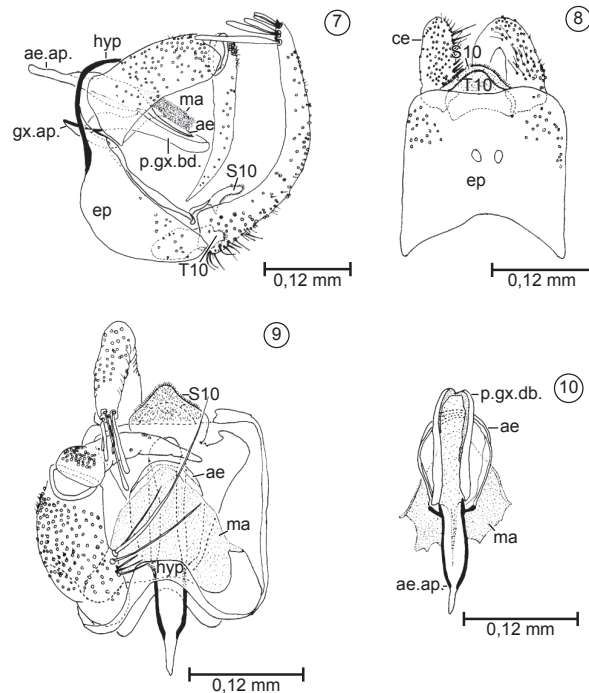 7
hyp
ae.ap.
ma
ae
gx.ap.
p.gx.bd.
S10
ep
T10
0,12 mm
8
ce
S10
T10
ep
0,12 mm
9
S10
ae
ma
hyp
0,12 mm
10
p.gx.db.
ae
ma
ae.ap.
0,12 mm